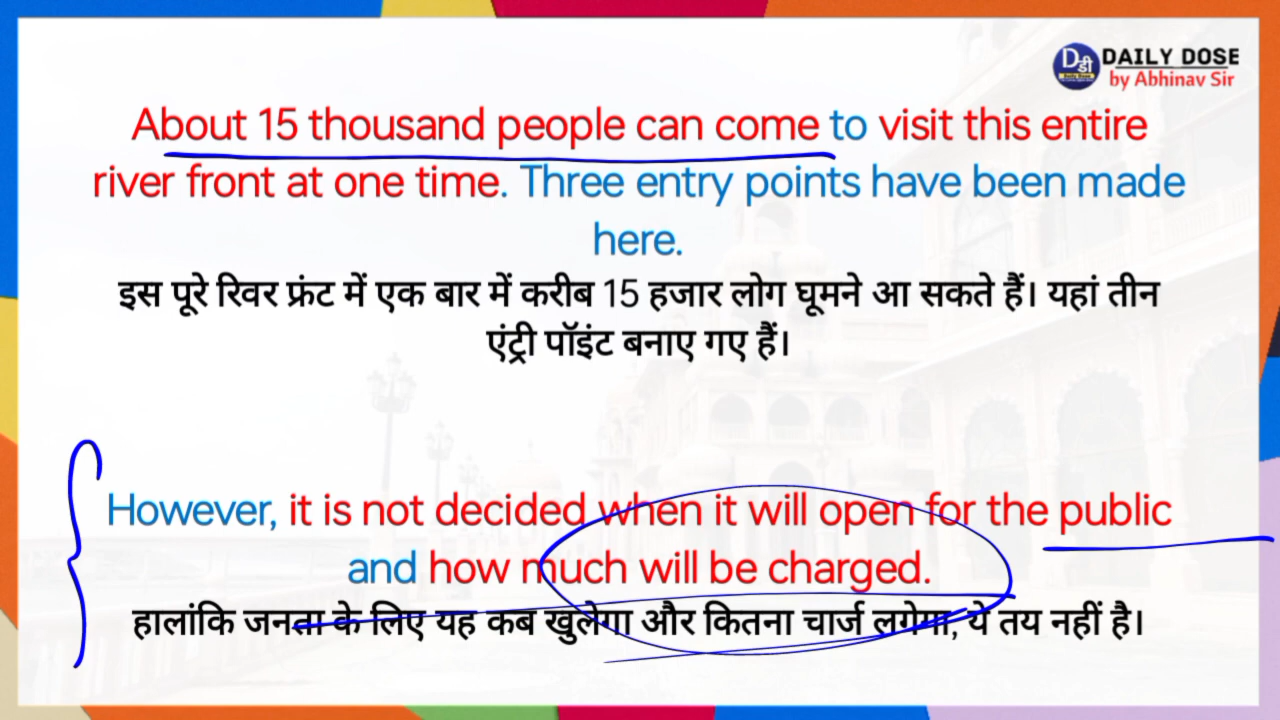 DAILY DOSE
by Abhinav Sir
About 15 thousand people can come to visit this entire
river front at one time. Three entry points have been made
here.
इस पूरे रिवर फ्रंट में एक बार में करीब 15 हजार लोग घूमने आ सकते हैं। यहां तीन
एंट्री पॉइंट बनाए गए हैं।
However, it is not decided when it will open for the public
and how much will be charged.
हालांकि जनता के लिए यह कब खुलेगा और कितना चार्ज लगेगा, ये तय नहीं है।